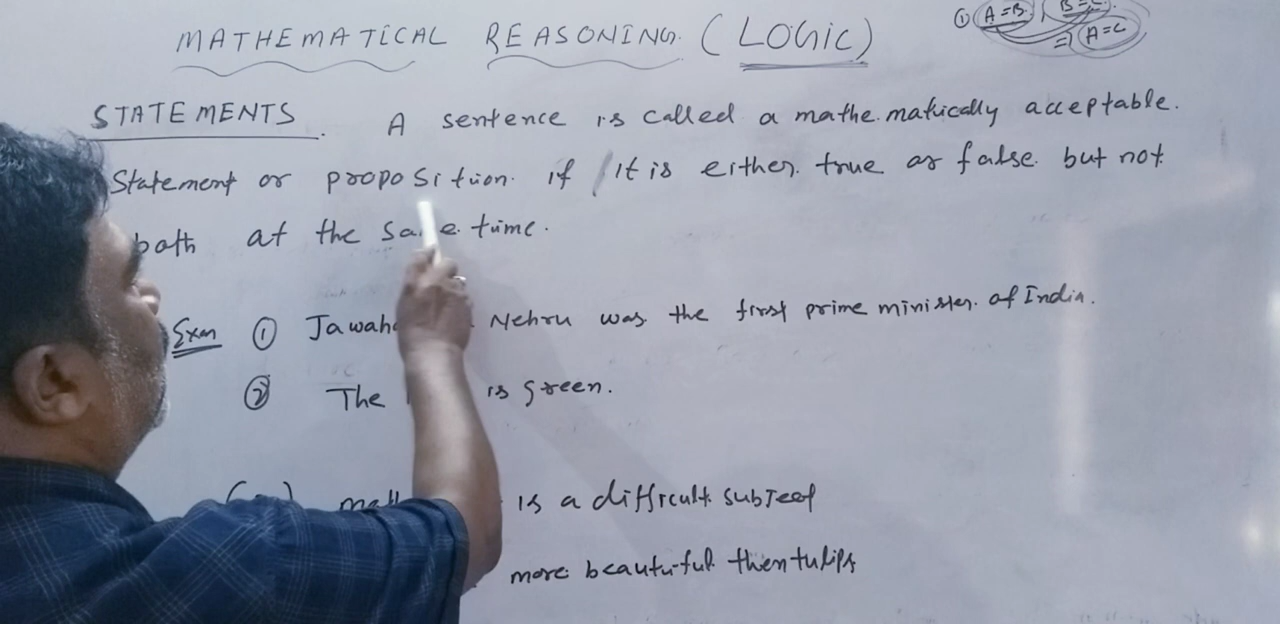 MATHEMATICAL REASONING. (LOGIC)
① A=B, B=C
⇒ A=C
STATEMENTS. A sentence is called a mathematically acceptable.
Statement or proposition. if it is either true or false. but not
both at the same time.
Exm ① Jawah Nehru was the first prime minister of India.
② The is green.
is a difficult subject
more beautiful then tulips